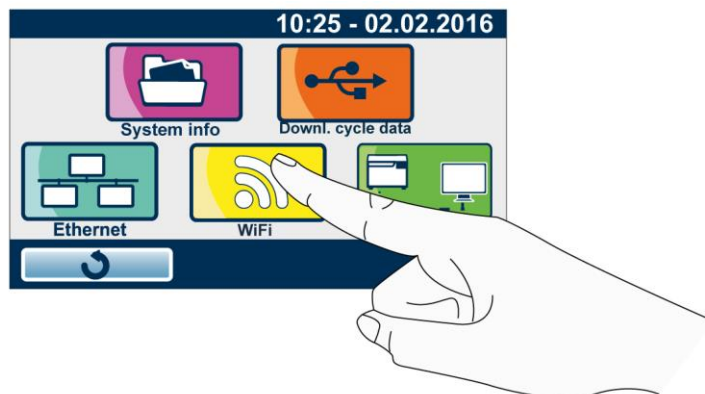 10:25 - 02.02.2016
System info
Downl. cycle data
Ethernet
WiFi